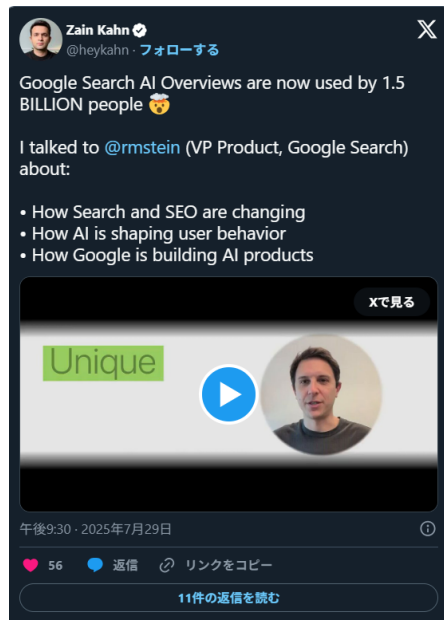 Zain Kahn
@heykahn · フォローする
Google Search AI Overviews are now used by 1.5
BILLION people 🤯
I talked to @rmstein (VP Product, Google Search)
about:
• How Search and SEO are changing
• How AI is shaping user behavior
• How Google is building AI products
Xで見る
Unique
午後9:30 · 2025年7月29日
56 返信 リンクをコピー
11件の返信を読む